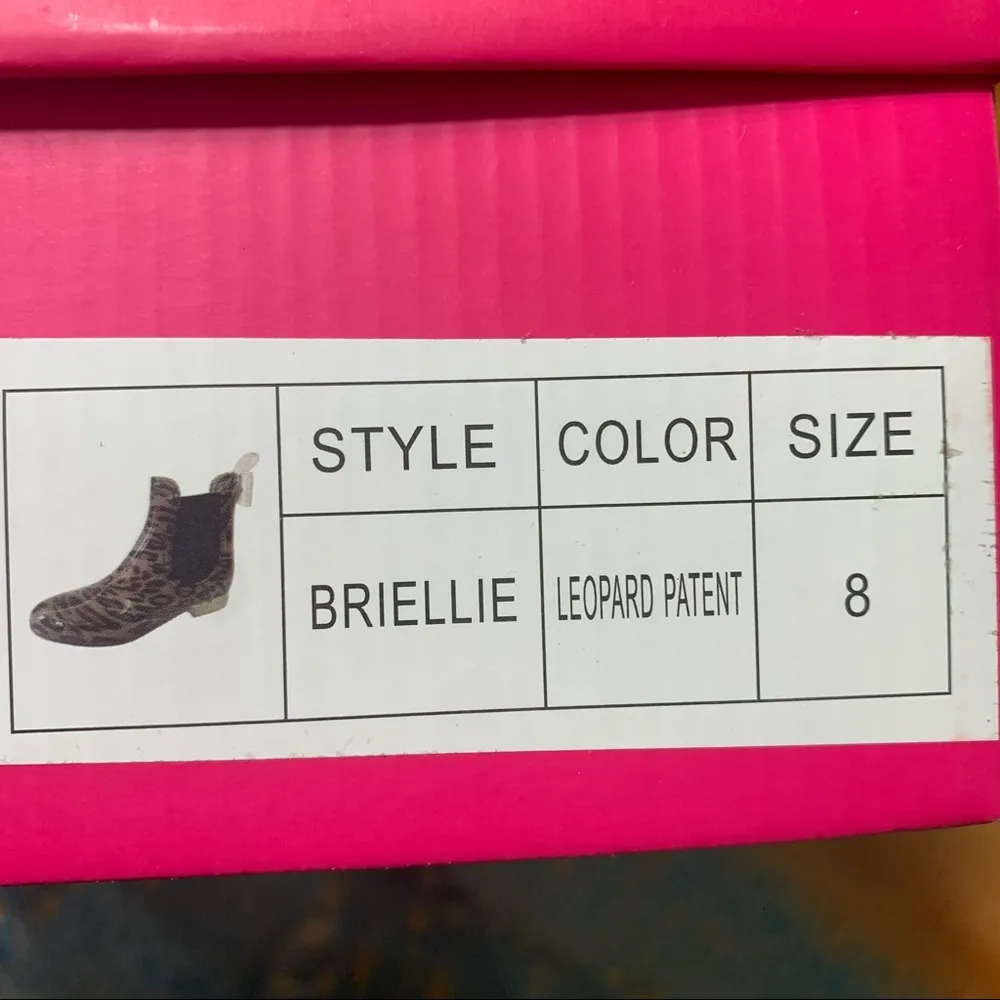 STYLE COLOR SIZE
BRIELLIE LEOPARD PATENT 8